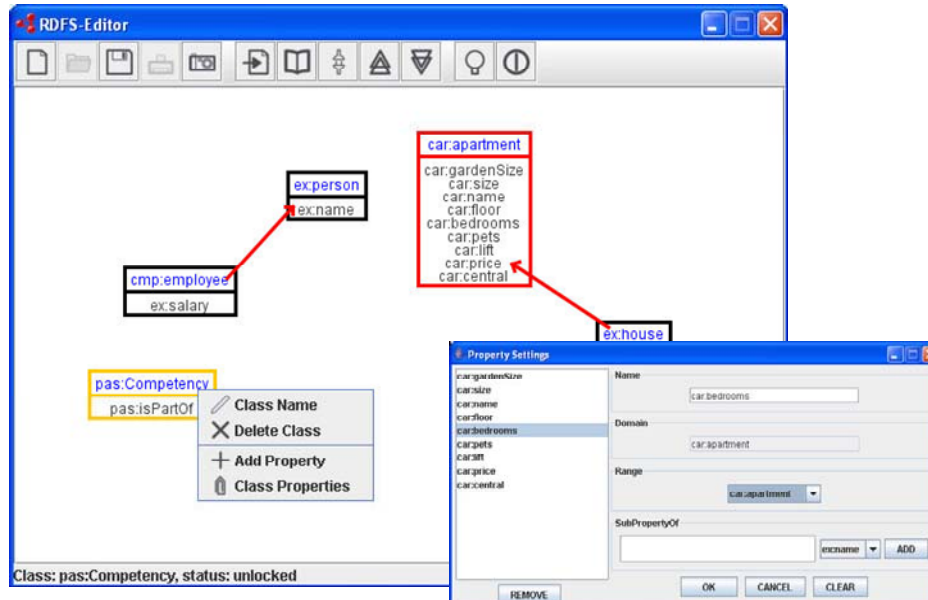 RDFS-Editor
car:apartment
car:gardenSize
car:size
car:name
car:floor
car:bedrooms
car:pets
car:lift
car:price
car:central
ex:person
ex:name
cmp:employee
ex:salary
ex:house
pas:Competency
pas:isPartOf
Class Name
Delete Class
Add Property
Class Properties
Class: pas:Competency, status: unlocked
Property Settings
car:gardenSize
car:size
car:name
car:floor
car:bedrooms
car:pets
car:lift
car:price
car:central
REMOVE
Name
car:bedrooms
Domain
car:apartment
Range
car:apartment
SubPropertyOf
ex:name
ADD
OK CANCEL CLEAR